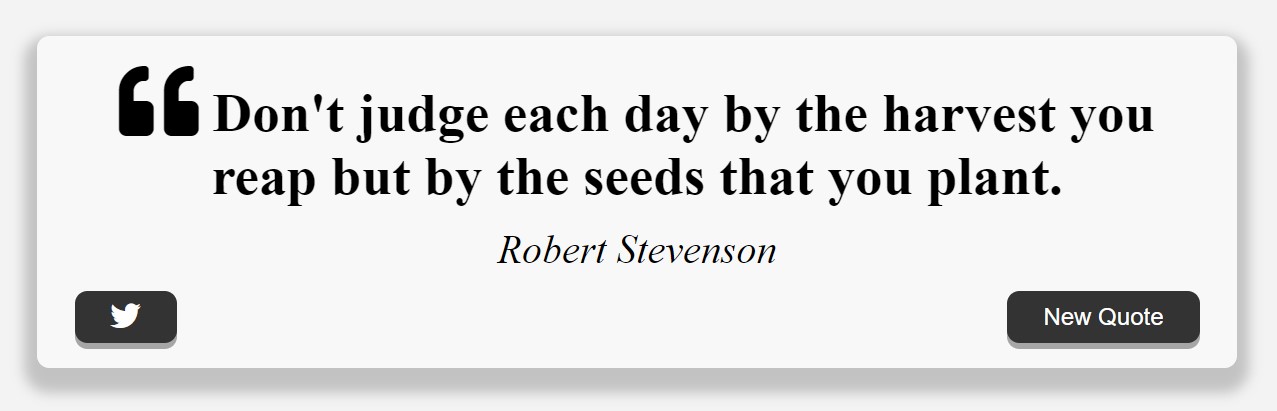 Don't judge each day by the harvest you
reap but by the seeds that you plant.
Robert Stevenson
New Quote